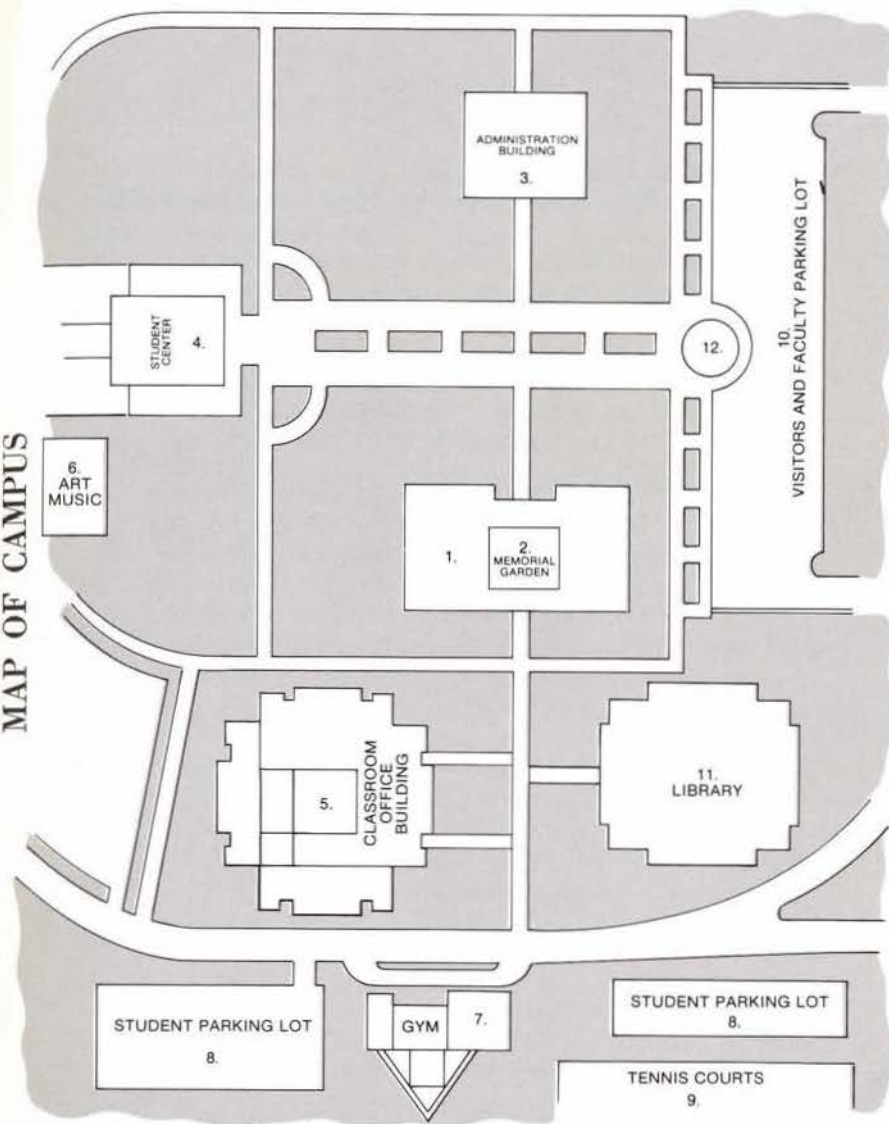 MAP OF CAMPUS
ADMINISTRATION
BUILDING
3.
STUDENT
CENTER
4.
12.
10.
VISITORS AND FACULTY PARKING LOT
6.
ART
MUSIC
1.
2.
MEMORIAL
GARDEN
5.
CLASSROOM
OFFICE
BUILDING
11.
LIBRARY
STUDENT PARKING LOT
8.
GYM
7.
STUDENT PARKING LOT
8.
TENNIS COURTS
9.